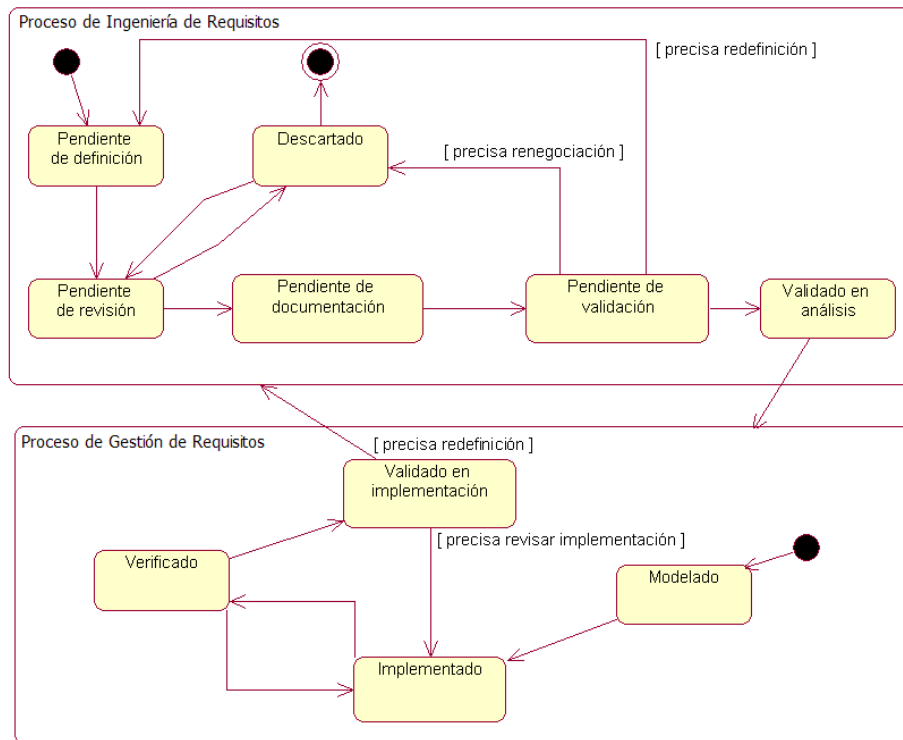 Proceso de Ingeniería de Requisitos
[ precisa redefinición ]
Pendiente
de definición
Descartado
[ precisa renegociación ]
Pendiente
de revisión
Pendiente de
documentación
Pendiente de
validación
Validado en
análisis
Proceso de Gestión de Requisitos
[ precisa redefinición ]
Validado en
implementación
[ precisa revisar implementación ]
Verificado
Modelado
Implementado